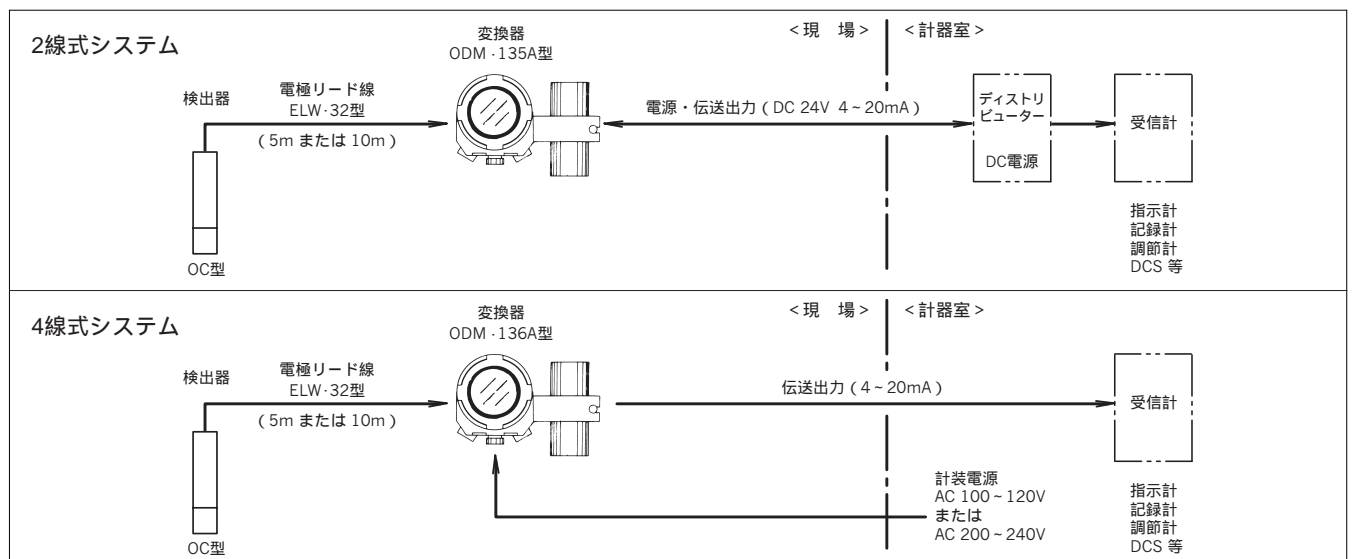 2線式システム
変換器
ODM・135A型
<現　場>
<計器室>
検出器
電極リード線
ELW・32型
(5m または 10m)
電源・伝送出力(DC 24V 4~20mA)
ディストリ
ビューター
DC電源
受信計
指示計
記録計
調節計
DCS 等
OC型
4線式システム
変換器
ODM・136A型
<現　場>
<計器室>
検出器
電極リード線
ELW・32型
(5m または 10m)
伝送出力(4~20mA)
受信計
計装電源
AC 100~120V
または
AC 200~240V
指示計
記録計
調節計
DCS 等
OC型